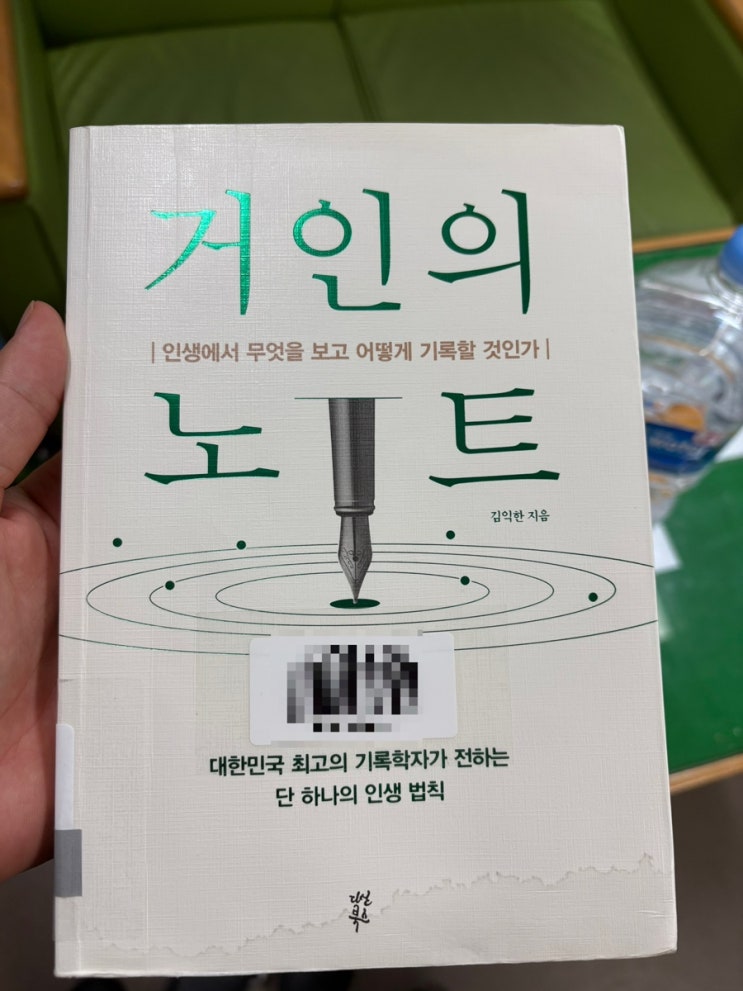 거인의
| 인생에서 무엇을 보고 어떻게 기록할 것인가 |
노트
김익한 지음
대한민국 최고의 기록학자가 전하는
단 하나의 인생 법칙
다산
북스